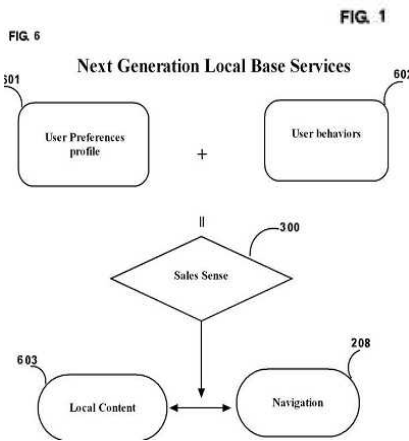 FIG. 1
FIG. 6
Next Generation Local Base Services
601
602
User Preferences
profile
+
User behaviors
=
300
Sales Sense
603
208
Local Content
Navigation